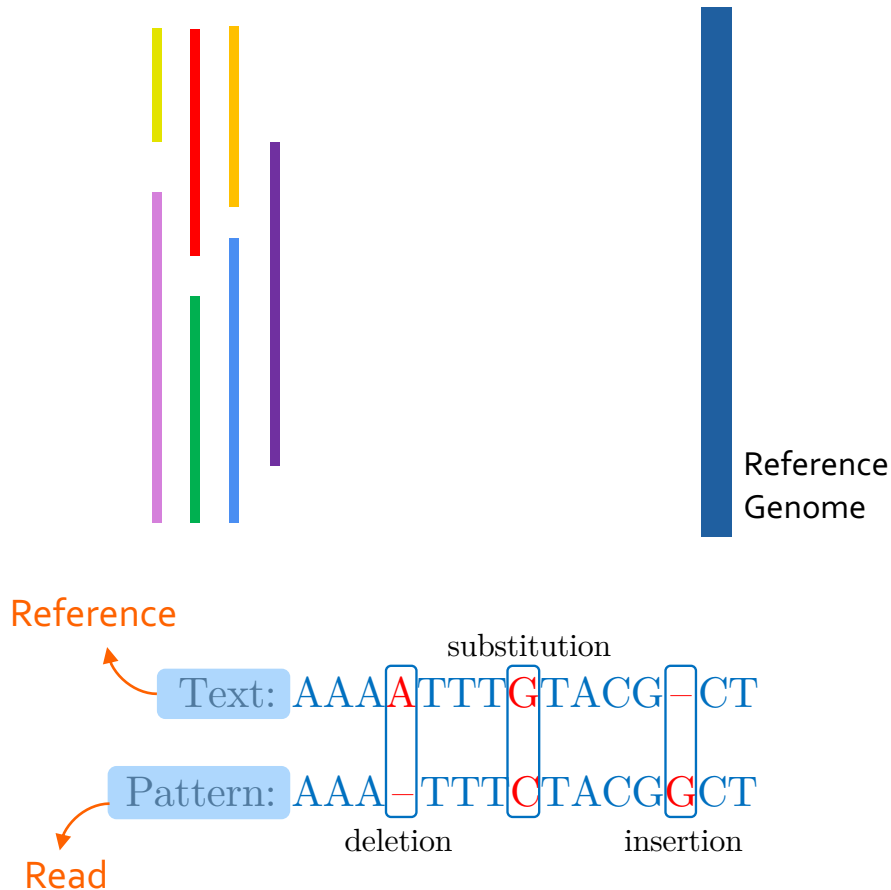 Reference
Genome
Reference
substitution
Text: AAAATTTGTACG–CT
Pattern: AAA–TTTCTACGGCT
deletion insertion
Read